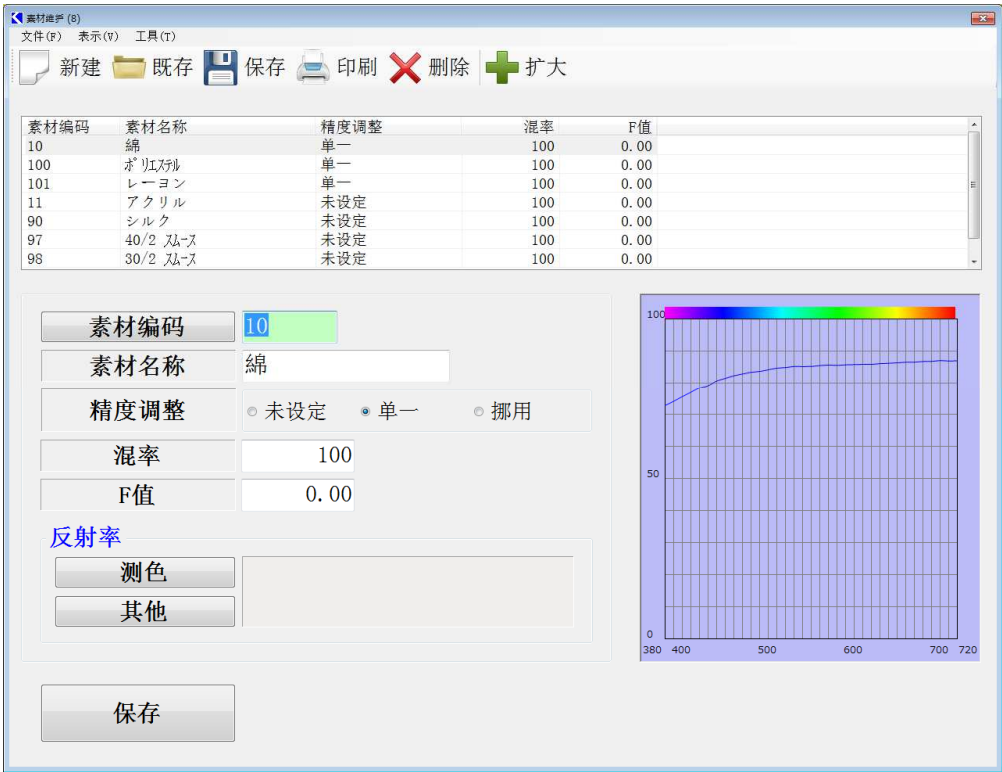 素材维护 (8)
文件(F) 表示(V) 工具(T)
新建 既存 保存 印刷 删除 扩大
素材编码 素材名称 精度调整 混率 F值
10 綿 单一 100 0.00
100 ﾎﾟﾘｴｽﾃﾙ 单一 100 0.00
101 レーヨン 单一 100 0.00
11 アクリル 未设定 100 0.00
90 シルク 未设定 100 0.00
97 40/2 ｽﾑｰｽ 未设定 100 0.00
98 30/2 ｽﾑｰｽ 未设定 100 0.00
素材编码 10
素材名称 綿
精度调整 未设定 单一 挪用
混率 100
F值 0.00
反射率
测色
其他
保存
100
50
0
380 400 500 600 700 720